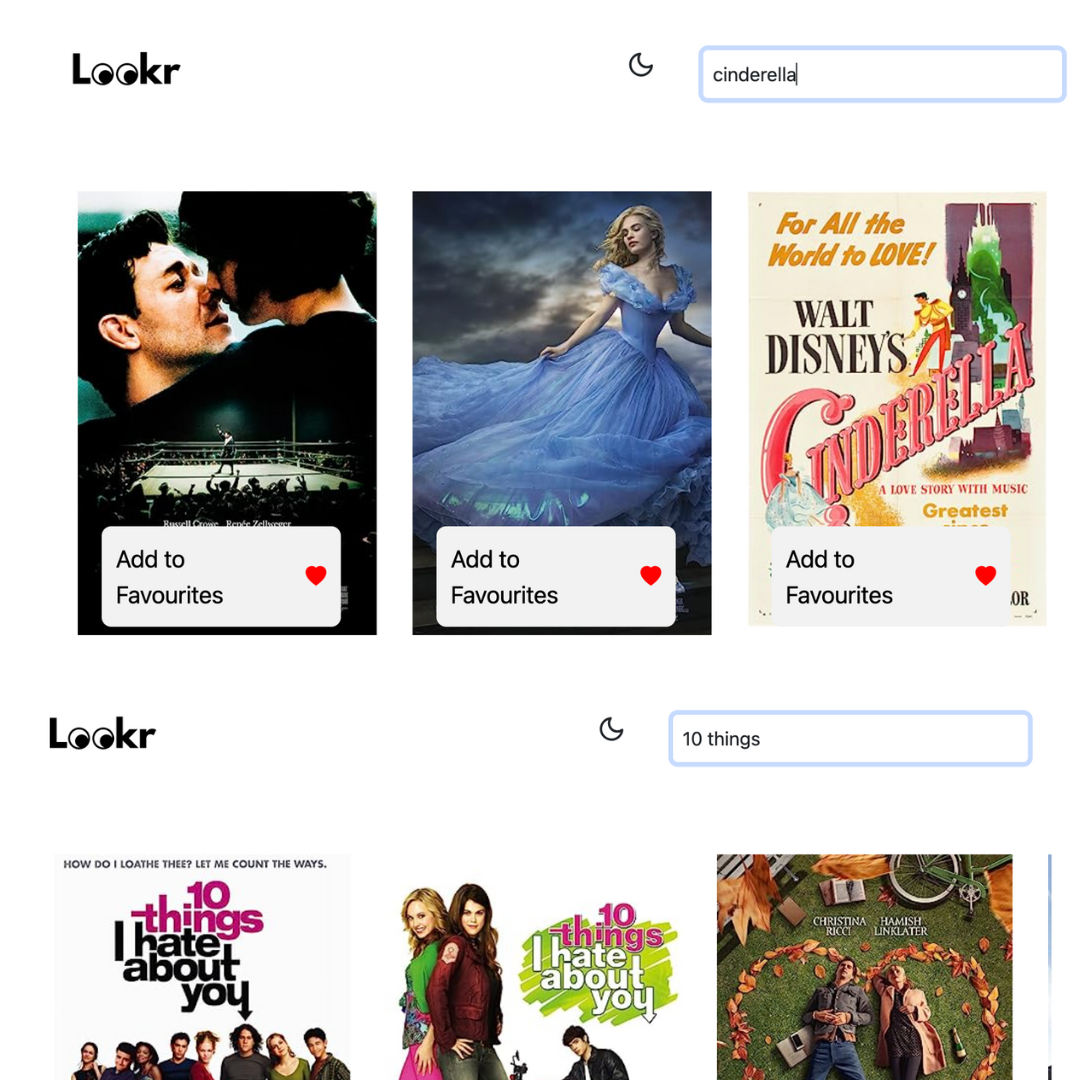 Lookr
cinderella
For All the
World to LOVE!
WALT
DISNEY'S
CINDERELLA
A LOVE STORY WITH MUSIC
Greatest
since
Russell Crowe Renée Zellweger
Add to
Favourites
Add to
Favourites
Add to
Favourites
Lookr
10 things
HOW DO I LOATHE THEE? LET ME COUNT THE WAYS.
10
things
I hate
about
you
10
things
I hate
about
you
CHRISTINA
RICCI
HAMISH
LINKLATER